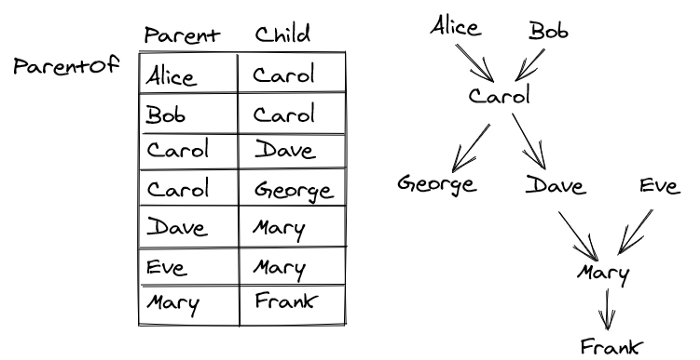 Parent Child
ParentOf
Alice Carol
Bob Carol
Carol Dave
Carol George
Dave Mary
Eve Mary
Mary Frank
Alice Bob
Carol
George Dave Eve
Mary
Frank